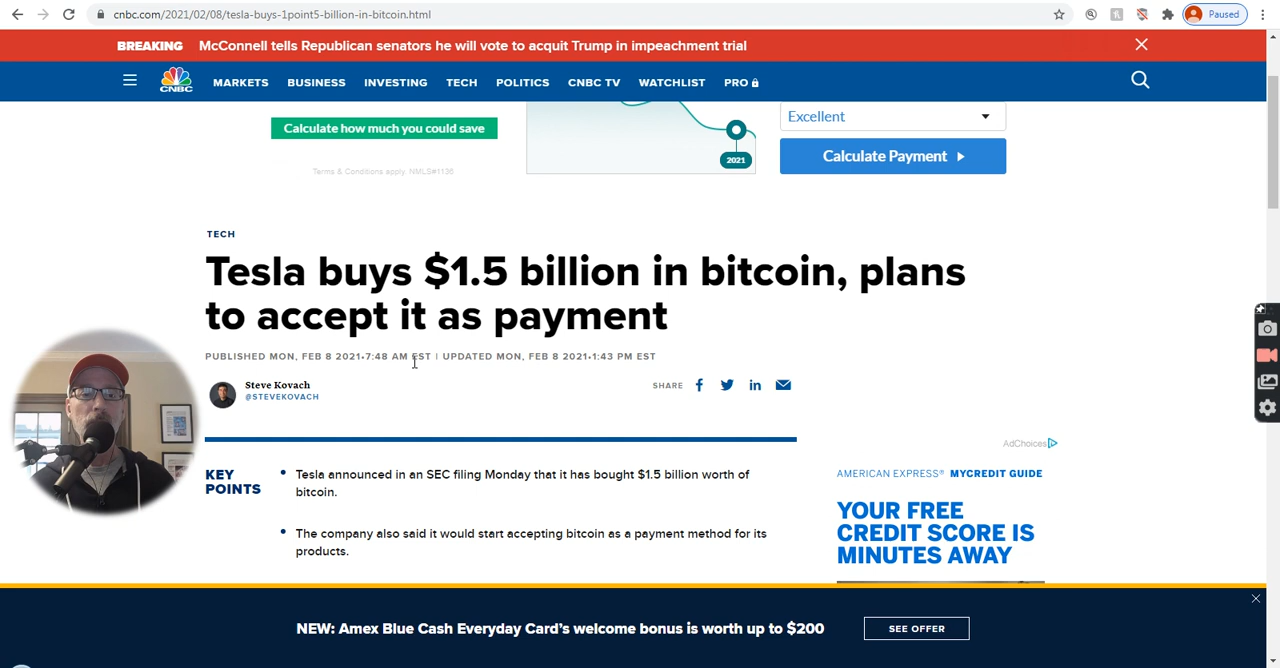 cnbc.com/2021/02/08/tesla-buys-1point5-billion-in-bitcoin.html
Paused
BREAKING McConnell tells Republican senators he will vote to acquit Trump in impeachment trial
CNBC MARKETS BUSINESS INVESTING TECH POLITICS CNBC TV WATCHLIST PRO
Calculate how much you could save
Excellent
2021
Calculate Payment
Terms & Conditions apply. NMLS#1136
TECH
Tesla buys $1.5 billion in bitcoin, plans
to accept it as payment
PUBLISHED MON, FEB 8 2021•7:48 AM EST | UPDATED MON, FEB 8 2021•1:43 PM EST
Steve Kovach
@STEVEKOVACH
SHARE
AdChoices
KEY
POINTS
Tesla announced in an SEC filing Monday that it has bought $1.5 billion worth of
bitcoin.
The company also said it would start accepting bitcoin as a payment method for its
products.
AMERICAN EXPRESS® MYCREDIT GUIDE
YOUR FREE
CREDIT SCORE IS
MINUTES AWAY
NEW: Amex Blue Cash Everyday Card's welcome bonus is worth up to $200
SEE OFFER